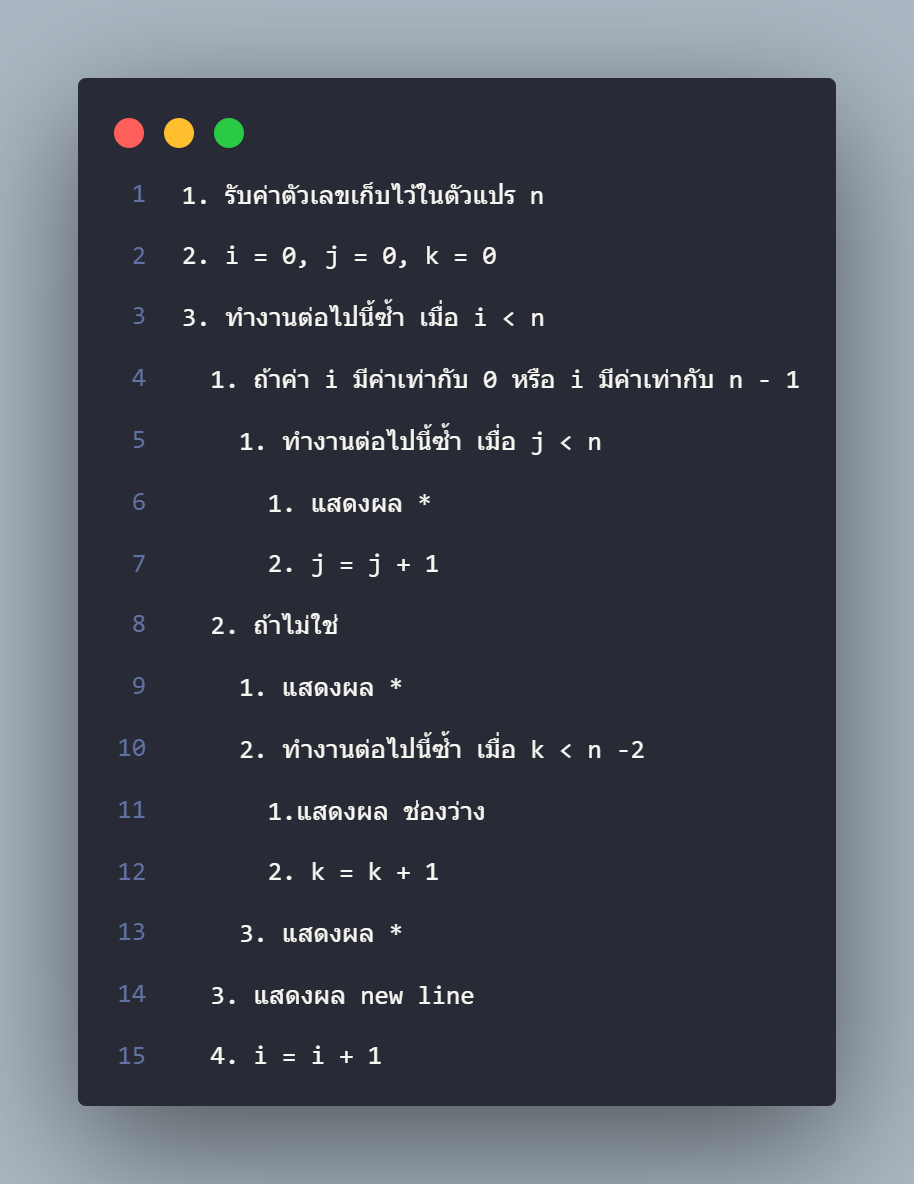 1 1. รับค่าตัวเลขเก็บไว้ในตัวแปร n
2 2. i = 0, j = 0, k = 0
3 3. ทำงานต่อไปนี้ซ้ำ เมื่อ i < n
4 1. ถ้าค่า i มีค่าเท่ากับ 0 หรือ i มีค่าเท่ากับ n - 1
5 1. ทำงานต่อไปนี้ซ้ำ เมื่อ j < n
6 1. แสดงผล *
7 2. j = j + 1
8 2. ถ้าไม่ใช่
9 1. แสดงผล *
10 2. ทำงานต่อไปนี้ซ้ำ เมื่อ k < n -2
11 1.แสดงผล ช่องว่าง
12 2. k = k + 1
13 3. แสดงผล *
14 3. แสดงผล new line
15 4. i = i + 1